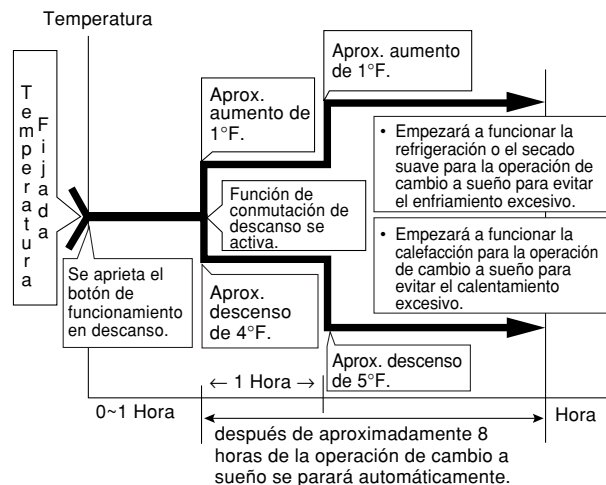 Temperatura
Temperatura
Fijada
Aprox.
aumento de
1°F.
Aprox. aumento
de 1°F.
• Empezará a funcionar la
refrigeración o el secado
suave para la operación de
cambio a sueño para evitar
el enfriamiento excesivo.
Función de
conmutación de
descanso se
activa.
• Empezará a funcionar la
calefacción para la operación
de cambio a sueño para
evitar el calentamiento
excesivo.
Se aprieta el
botón de
funcionamiento
en descanso.
Aprox.
descenso
de 4°F.
Aprox. descenso
de 5°F.
← 1 Hora →
0~1 Hora
Hora
después de aproximadamente 8
horas de la operación de cambio a
sueño se parará automáticamente.